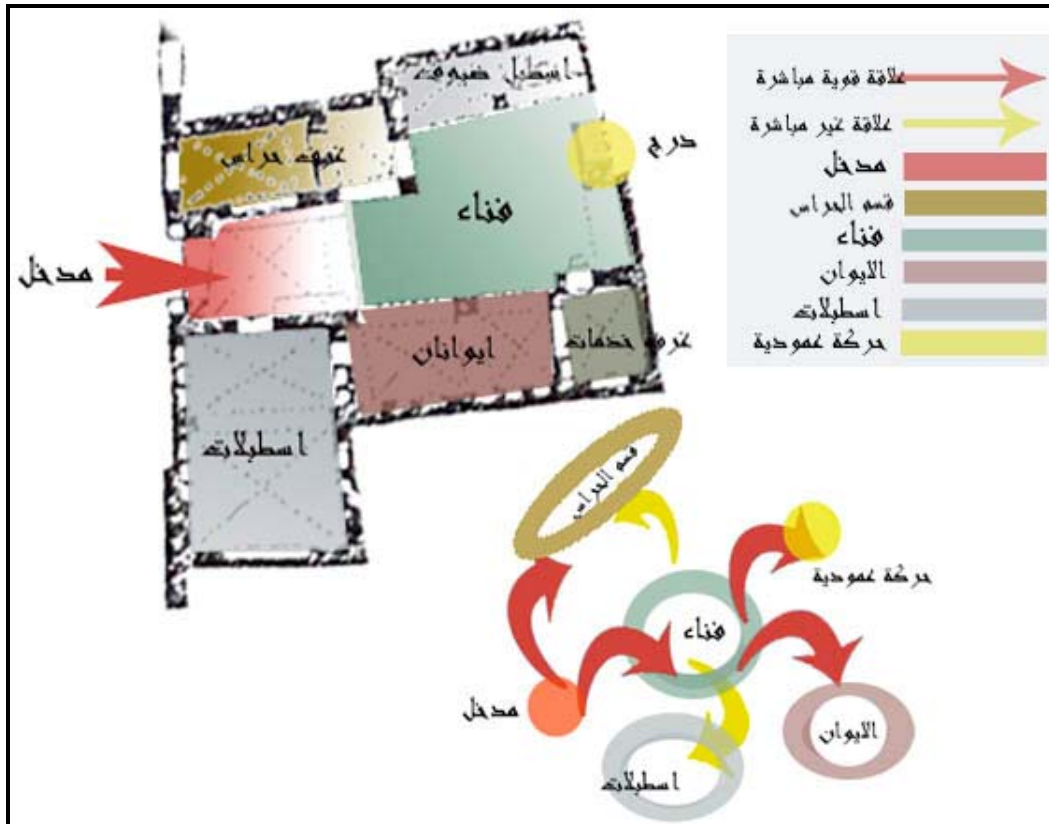 اسطبل ضيوف
غرف حراس
درج
فناء
مدخل
ايوانان
غرف خدمات
اسطبلات
علاقة قوية مباشرة
علاقة غير مباشرة
مدخل
قسم الحراس
فناء
الايوان
اسطبلات
حركة عمودية
قسم الحراس
حركة عمودية
فناء
مدخل
الايوان
اسطبلات